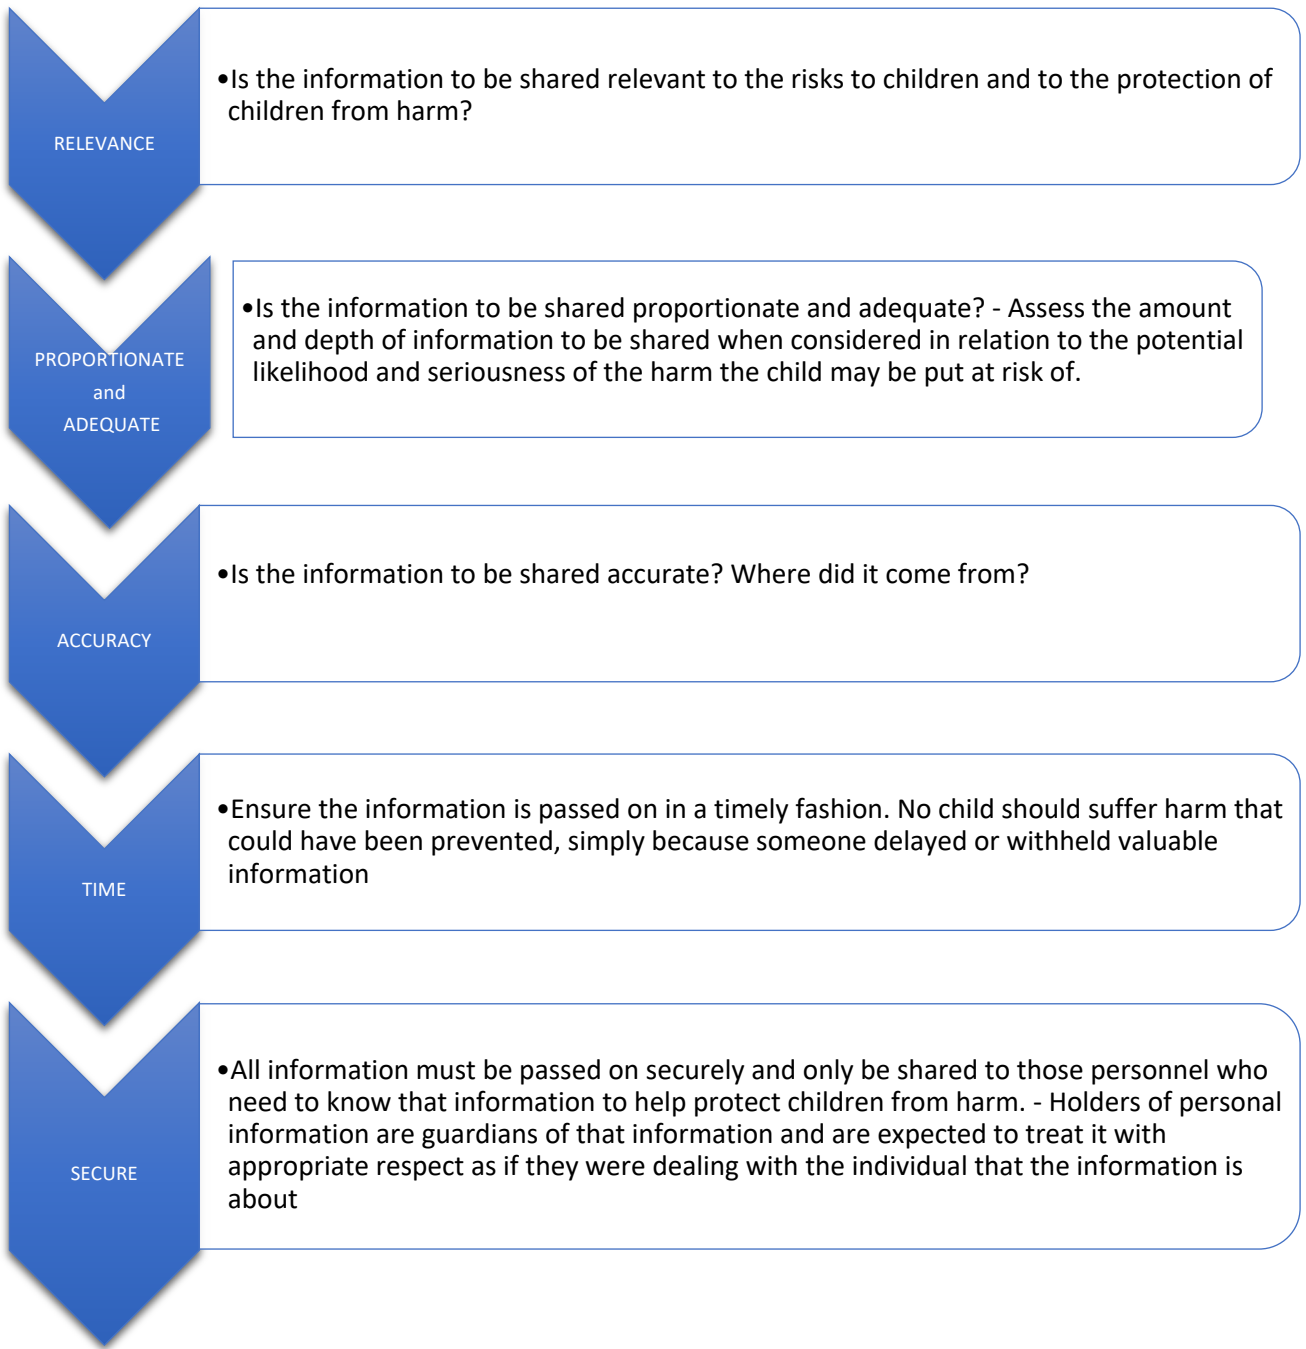 RELEVANCE
•Is the information to be shared relevant to the risks to children and to the protection of
children from harm?
PROPORTIONATE
and
ADEQUATE
•Is the information to be shared proportionate and adequate? - Assess the amount
and depth of information to be shared when considered in relation to the potential
likelihood and seriousness of the harm the child may be put at risk of.
ACCURACY
•Is the information to be shared accurate? Where did it come from?
TIME
•Ensure the information is passed on in a timely fashion. No child should suffer harm that
could have been prevented, simply because someone delayed or withheld valuable
information
SECURE
•All information must be passed on securely and only be shared to those personnel who
need to know that information to help protect children from harm. - Holders of personal
information are guardians of that information and are expected to treat it with
appropriate respect as if they were dealing with the individual that the information is
about